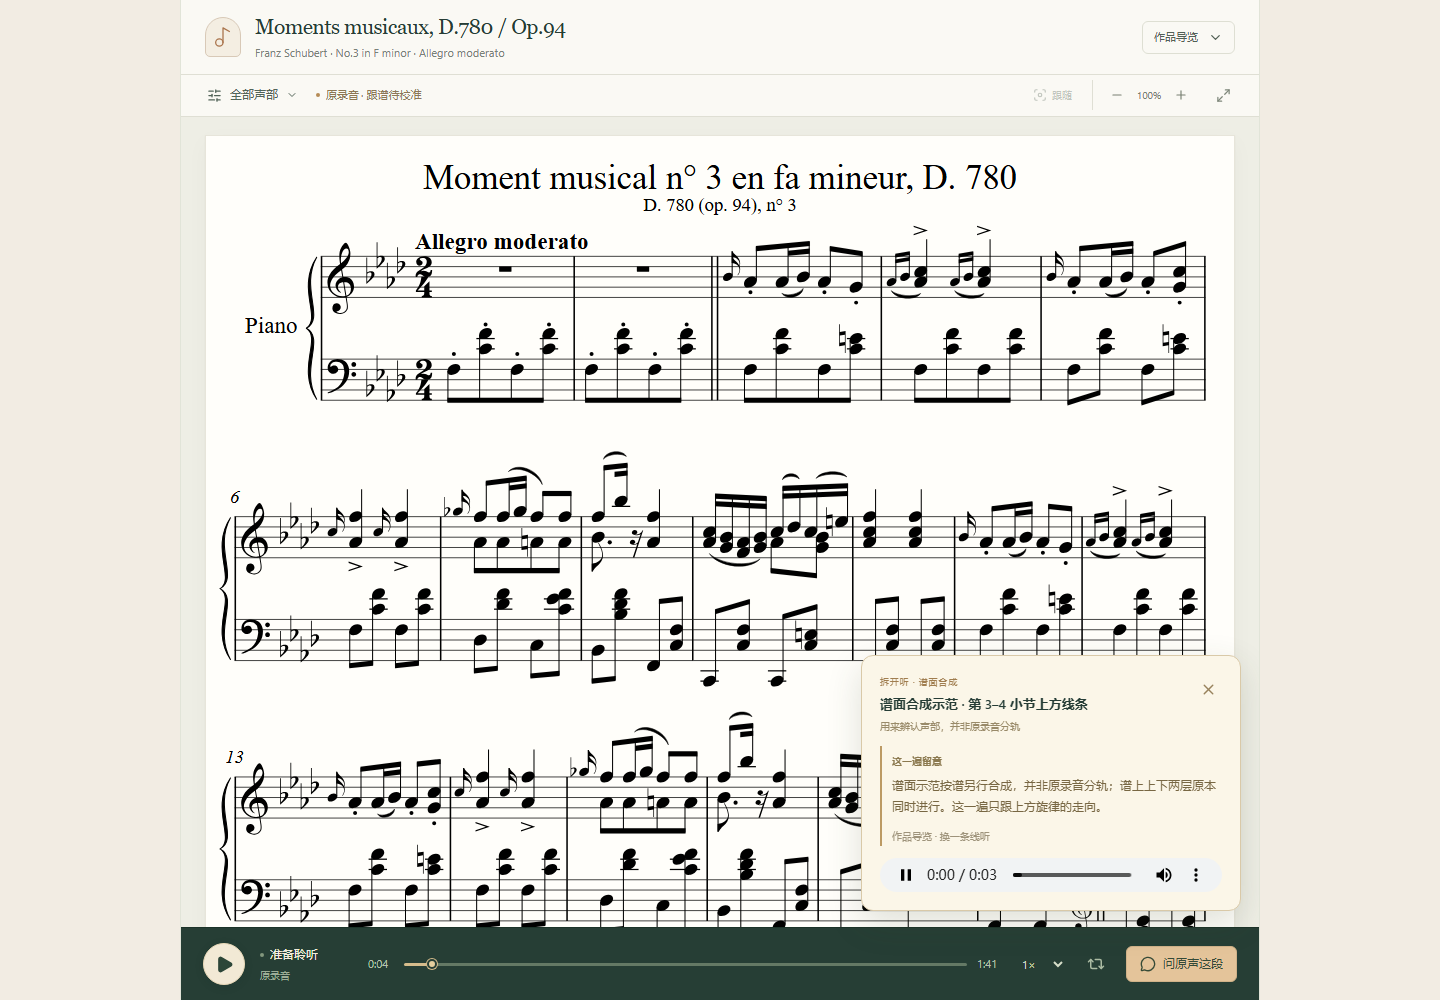 Moments musicaux, D.780 / Op.94
Franz Schubert · No.3 in F minor · Allegro moderato
作品导览
全部声部
原录音 · 跟谱待校准
跟随
100%
Moment musical n° 3 en fa mineur, D. 780
D. 780 (op. 94), n° 3
Allegro moderato
Piano
6
拆开听 · 谱面合成
谱面合成示范 · 第 3–4 小节上方线条
用来辨认声部，并非原录音分轨
这一遍留意
谱面示范按谱另行合成，并非原录音分轨；谱上上下两层原本
同时进行。这一遍只跟上方旋律的走向。
作品导览 · 换一条线听
0:00 / 0:03
13
准备聆听
原录音
0:04
1:41
1×
问原声这段